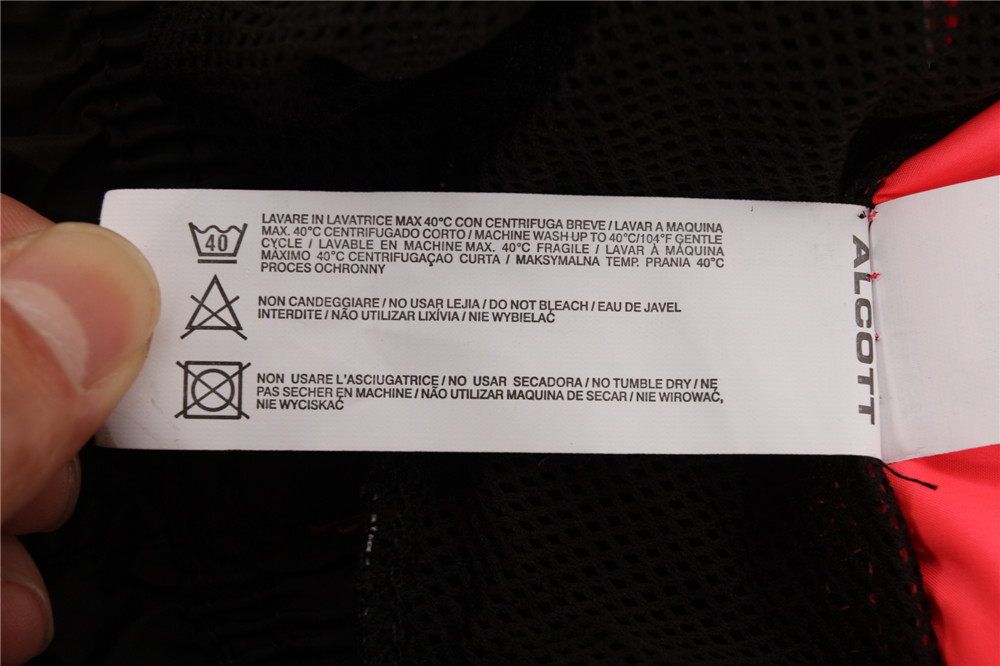 40
LAVARE IN LAVATRICE MAX 40°C CON CENTRIFUGA BREVE / LAVAR A MAQUINA
MAX. 40°C CENTRIFUGADO CORTO / MACHINE WASH UP TO 40°C/104°F GENTLE
CYCLE / LAVABLE EN MACHINE MAX. 40°C FRAGILE / LAVAR À MÁQUINA
MÁXIMO 40°C CENTRIFUGAÇAO CURTA / MAKSYMALNA TEMP. PRANIA 40°C
PROCES OCHRONNY
NON CANDEGGIARE / NO USAR LEJIA / DO NOT BLEACH / EAU DE JAVEL
INTERDITE / NÃO UTILIZAR LIXÍVIA / NIE WYBIELAĆ
NON USARE L'ASCIUGATRICE / NO USAR SECADORA / NO TUMBLE DRY / NE
PAS SECHER EN MACHINE / NÃO UTILIZAR MAQUINA DE SECAR / NIE WIROWAĆ,
NIE WYCISKAĆ
ALCOTT